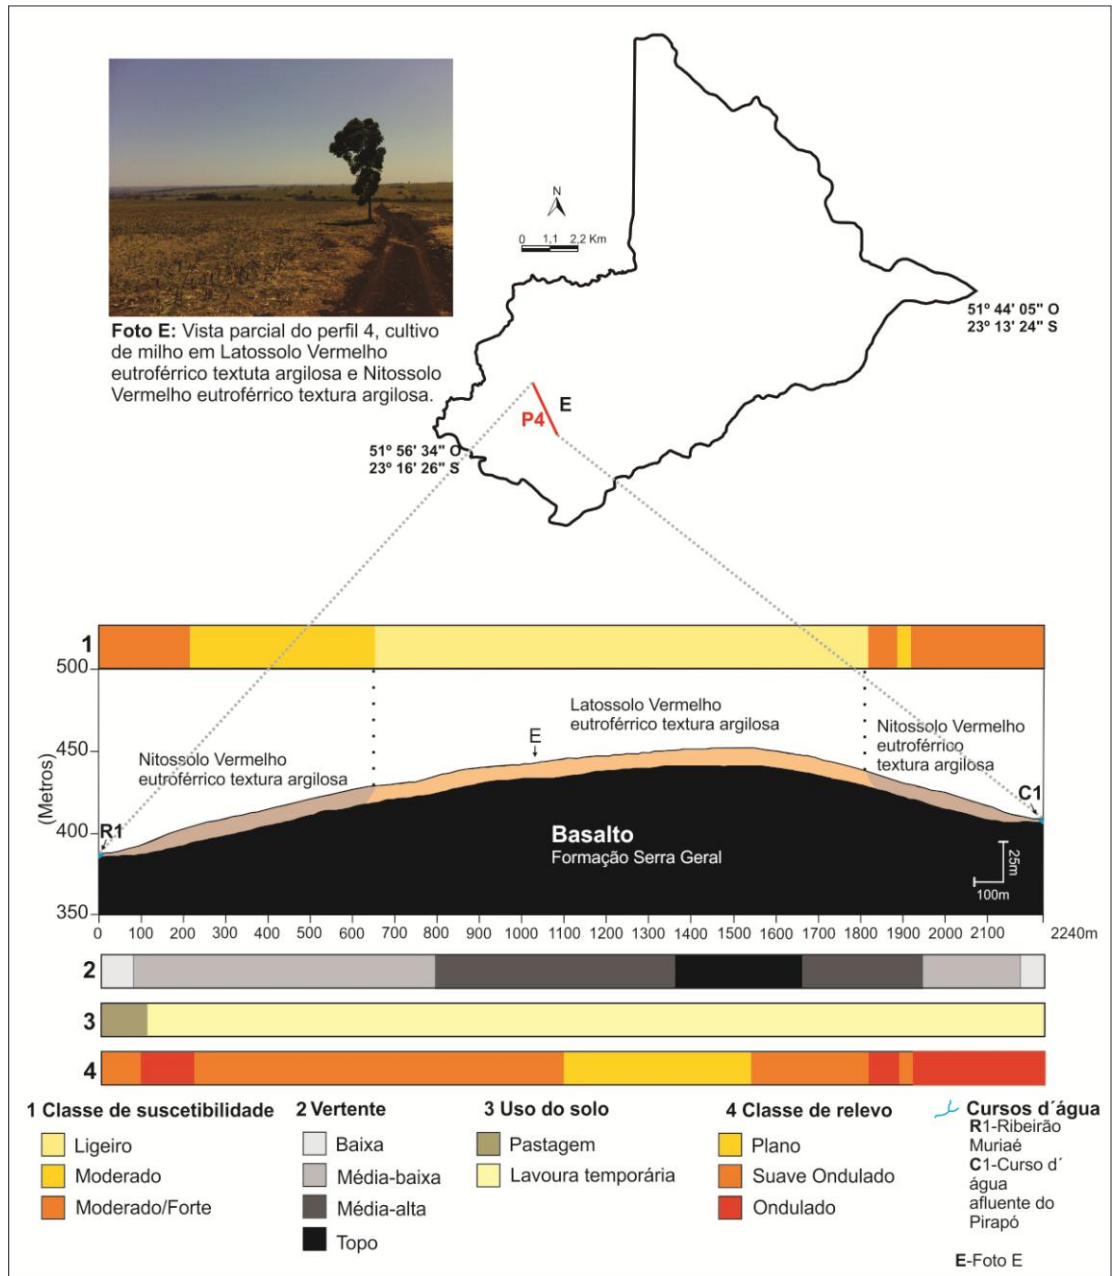 N
0 1,1 2,2 Km
51º 44' 05" O
23º 13' 24" S
Foto E: Vista parcial do perfil 4, cultivo
de milho em Latossolo Vermelho
eutroférrico textuta argilosa e Nitossolo
Vermelho eutroférrico textura argilosa.
E
P4
51º 56' 34" O
23º 16' 26" S
1
500
450
400
350
(Metros)
Latossolo Vermelho
eutroférrico textura argilosa
Nitossolo Vermelho
eutroférrico
textura argilosa
E
Nitossolo Vermelho
eutroférrico textura argilosa
R1
C1
Basalto
Formação Serra Geral
25m
100m
0 100 200 300 400 500 600 700 800 900 1000 1100 1200 1300 1400 1500 1600 1700 1800 1900 2000 2100 2240m
2
3
4
1 Classe de suscetibilidade
Ligeiro
Moderado
Moderado/Forte
2 Vertente
Baixa
Média-baixa
Média-alta
Topo
3 Uso do solo
Pastagem
Lavoura temporária
4 Classe de relevo
Plano
Suave Ondulado
Ondulado
Cursos d´água
R1-Ribeirão
Muriaé
C1-Curso d´
água
afluente do
Pirapó
E-Foto E